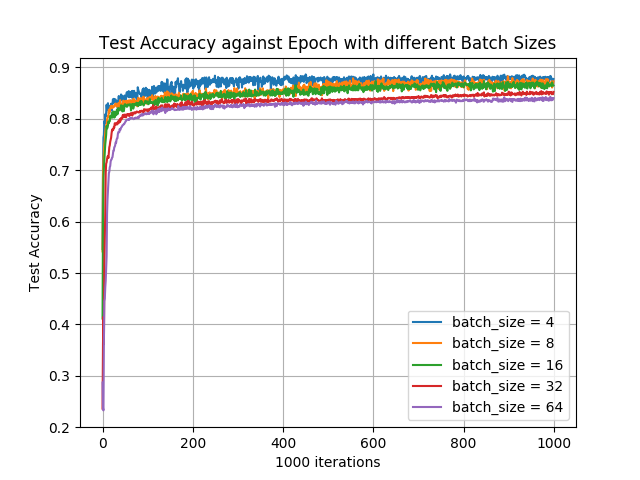 Test Accuracy against Epoch with different Batch Sizes
Test Accuracy
0.9
0.8
0.7
0.6
0.5
0.4
0.3
0.2
batch_size = 4
batch_size = 8
batch_size = 16
batch_size = 32
batch_size = 64
0 200 400 600 800 1000
1000 iterations